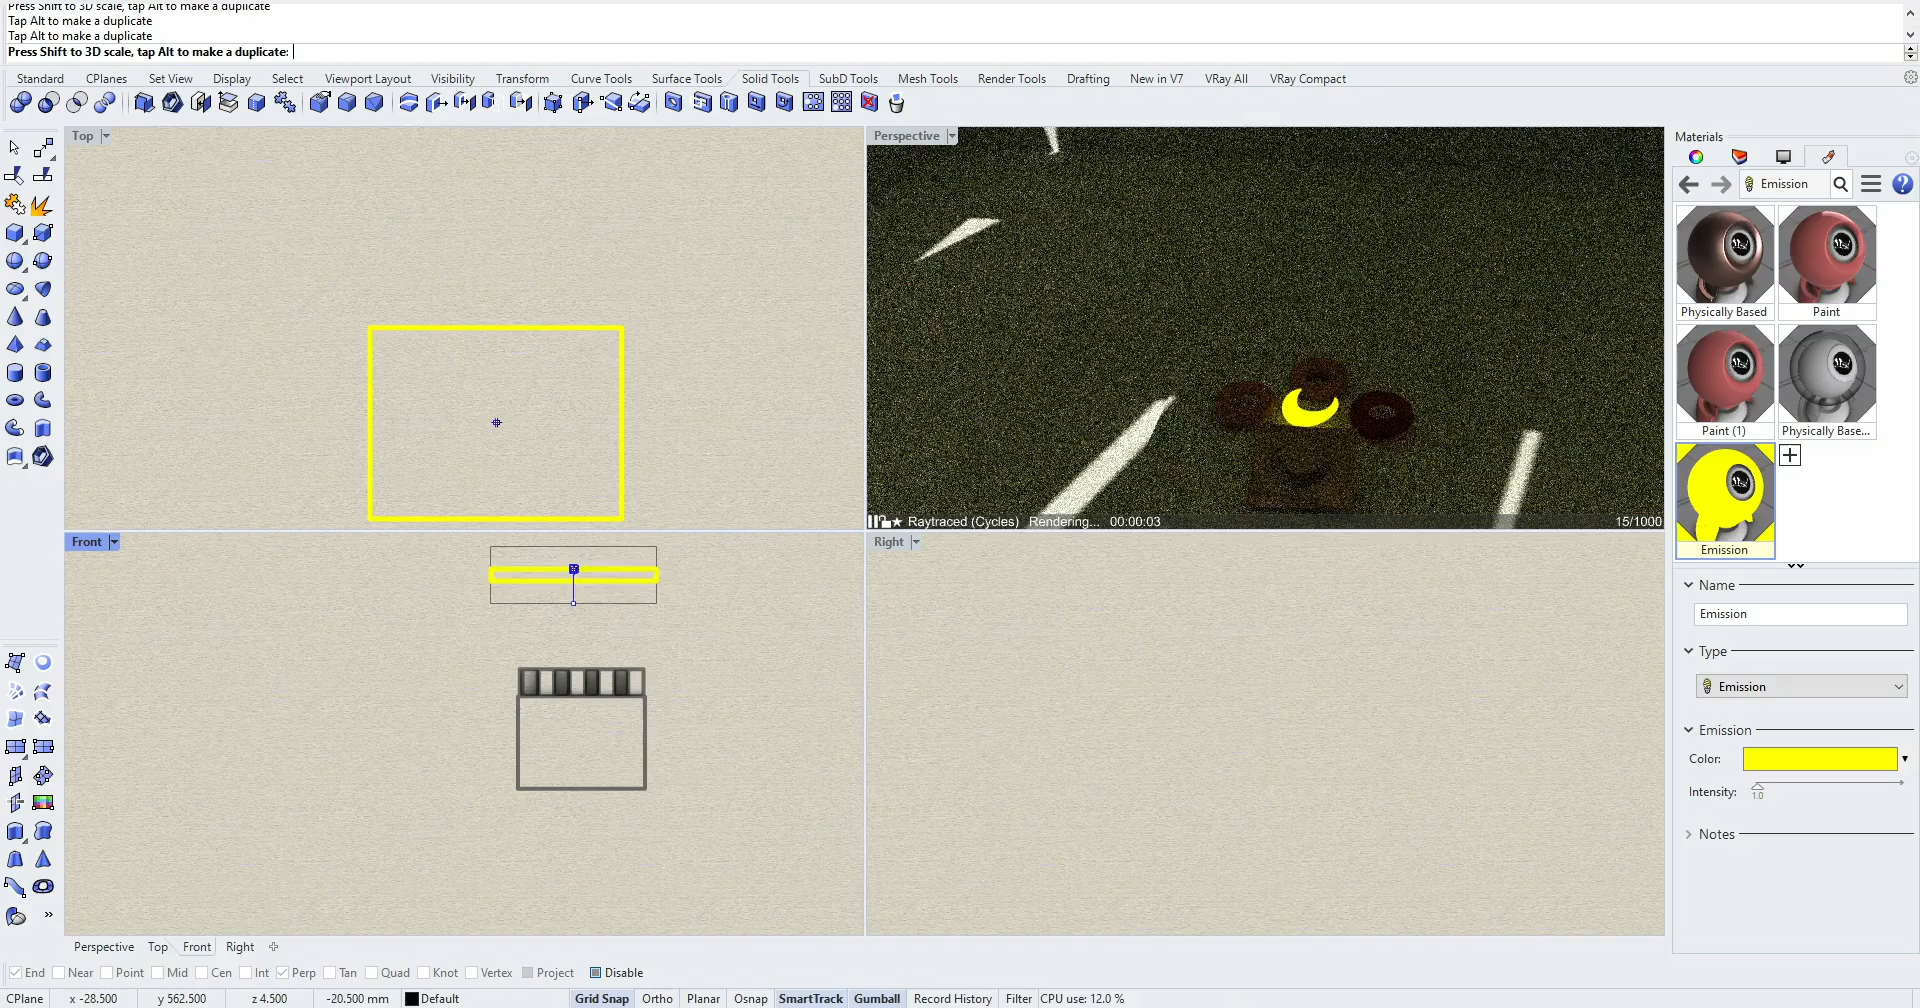 Press Shift to 3D scale, tap Alt to make a duplicate
Tap Alt to make a duplicate
Tap Alt to make a duplicate
Press Shift to 3D scale, tap Alt to make a duplicate:
Standard CPlanes Set View Display Select Viewport Layout Visibility Transform Curve Tools Surface Tools Solid Tools SubD Tools Mesh Tools Render Tools Drafting New in V7 VRay All VRay Compact
Top
Perspective
Materials
Emission
Physically Based
Paint
Paint (1)
Physically Base...
Emission
Raytraced (Cycles) Rendering... 00:00:03 15/1000
Front
Right
Name
Emission
Type
Emission
Emission
Color:
Intensity:
1.0
Notes
Perspective Top Front Right
End Near Point Mid Cen Int Perp Tan Quad Knot Vertex Project Disable
CPlane x -28.500 y 562.500 z 4.500 -20.500 mm Default Grid Snap Ortho Planar Osnap SmartTrack Gumball Record History Filter CPU use: 12.0 %